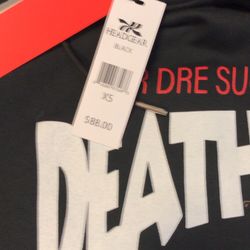 HEADGEAR
BLACK
XS
$88.00
DRE SU
DEATH